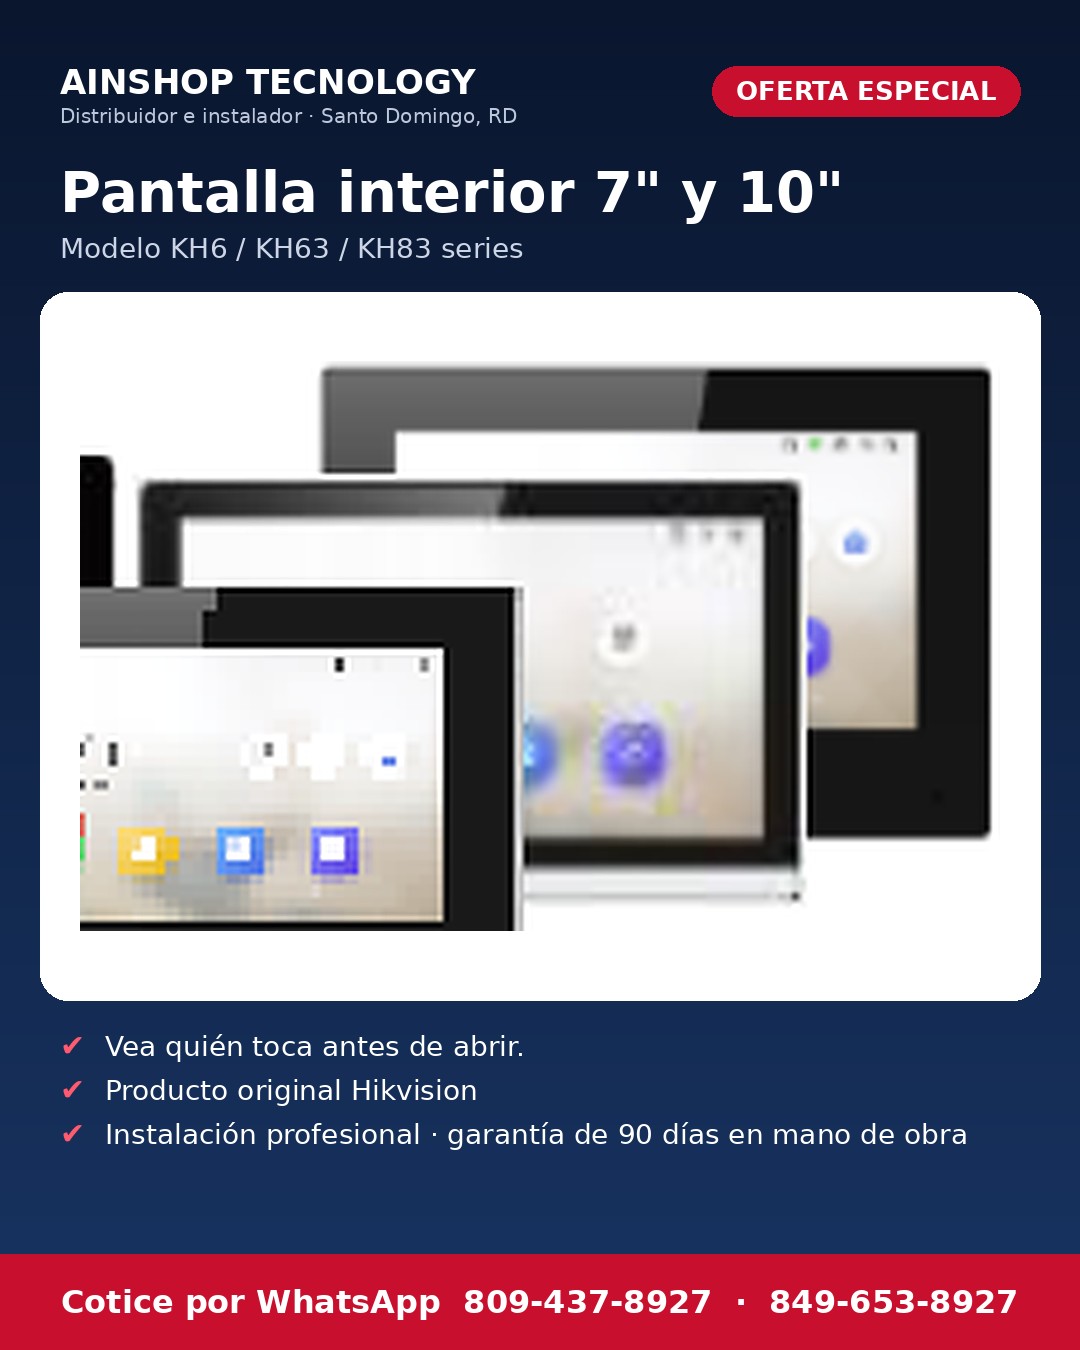 AINSHOP TECNOLOGY
Distribuidor e instalador · Santo Domingo, RD
OFERTA ESPECIAL
Pantalla interior 7" y 10"
Modelo KH6 / KH63 / KH83 series
✔ Vea quién toca antes de abrir.
✔ Producto original Hikvision
✔ Instalación profesional · garantía de 90 días en mano de obra
Cotice por WhatsApp 809-437-8927 · 849-653-8927